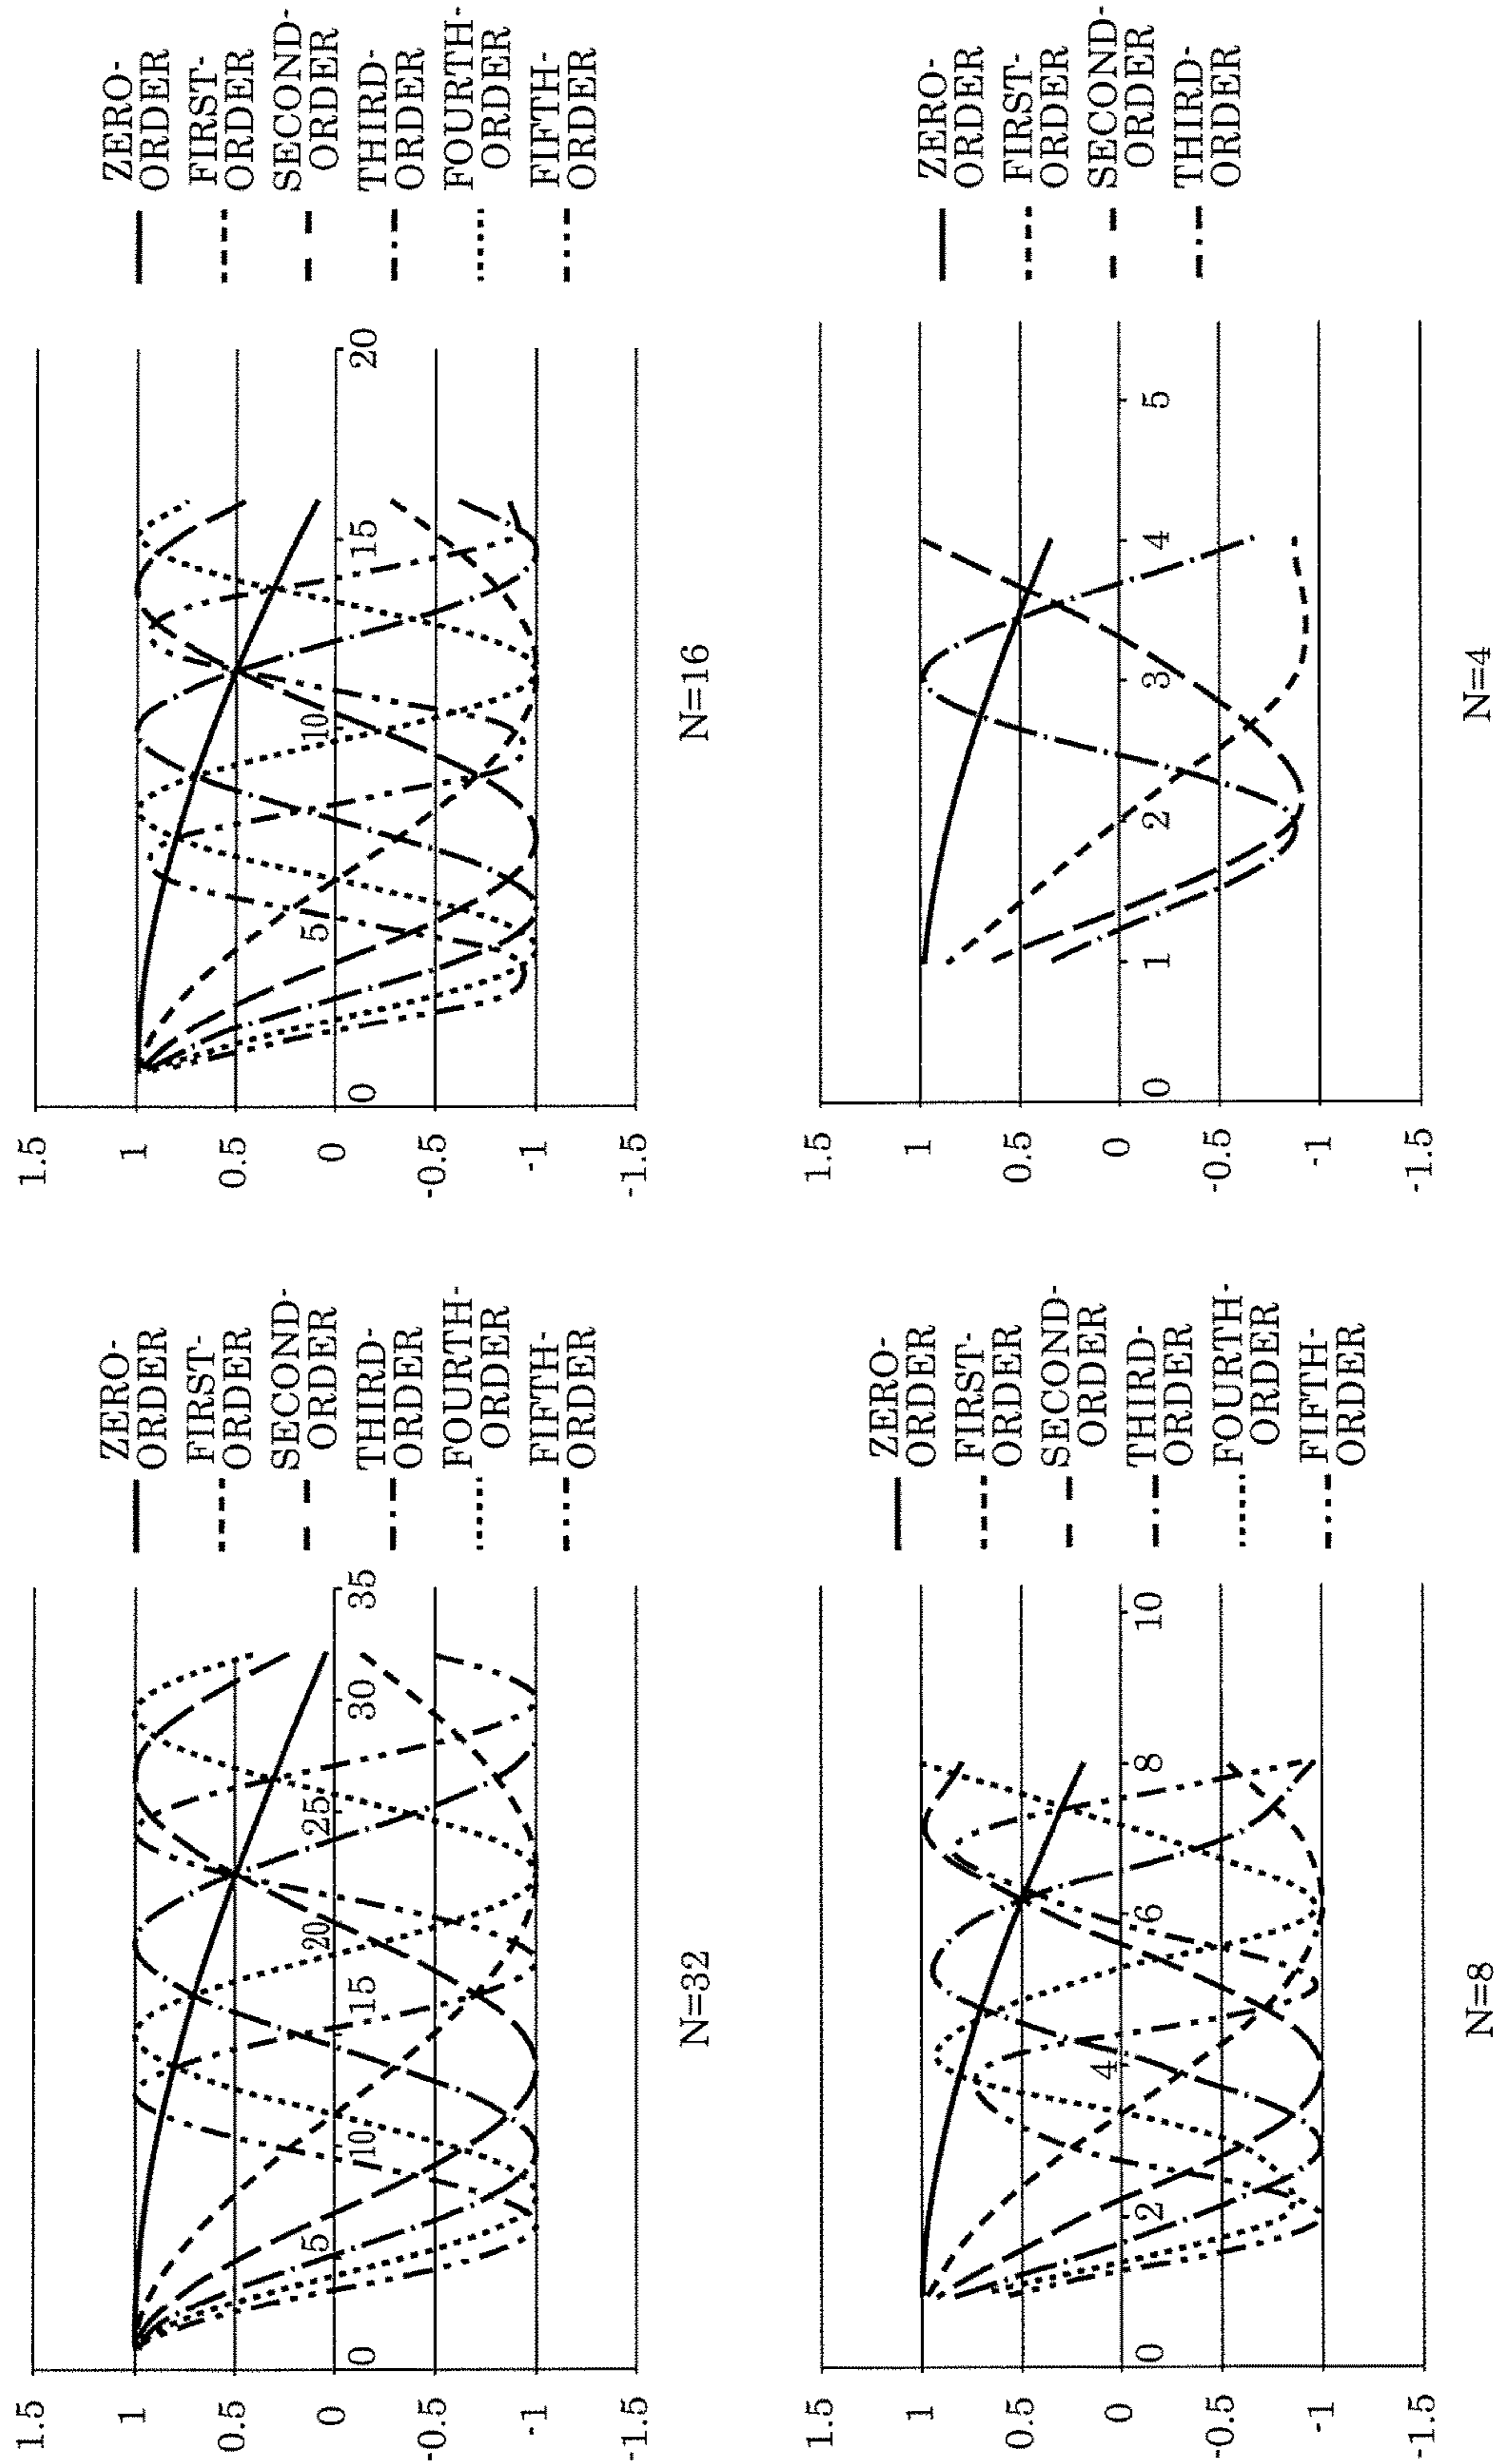 1.5
1
0.5
0
-0.5
-1
-1.5
0
5
10
15
20
25
30
35
ZERO-
ORDER
FIRST-
ORDER
SECOND-
ORDER
THIRD-
ORDER
FOURTH-
ORDER
FIFTH-
ORDER
N=32
1.5
1
0.5
0
-0.5
-1
-1.5
0
5
10
15
20
ZERO-
ORDER
FIRST-
ORDER
SECOND-
ORDER
THIRD-
ORDER
FOURTH-
ORDER
FIFTH-
ORDER
N=16
1.5
1
0.5
0
-0.5
-1
-1.5
0
2
4
6
8
10
ZERO-
ORDER
FIRST-
ORDER
SECOND-
ORDER
THIRD-
ORDER
FOURTH-
ORDER
FIFTH-
ORDER
N=8
1.5
1
0.5
0
-0.5
-1
-1.5
0
1
2
3
4
5
ZERO-
ORDER
FIRST-
ORDER
SECOND-
ORDER
THIRD-
ORDER
N=4